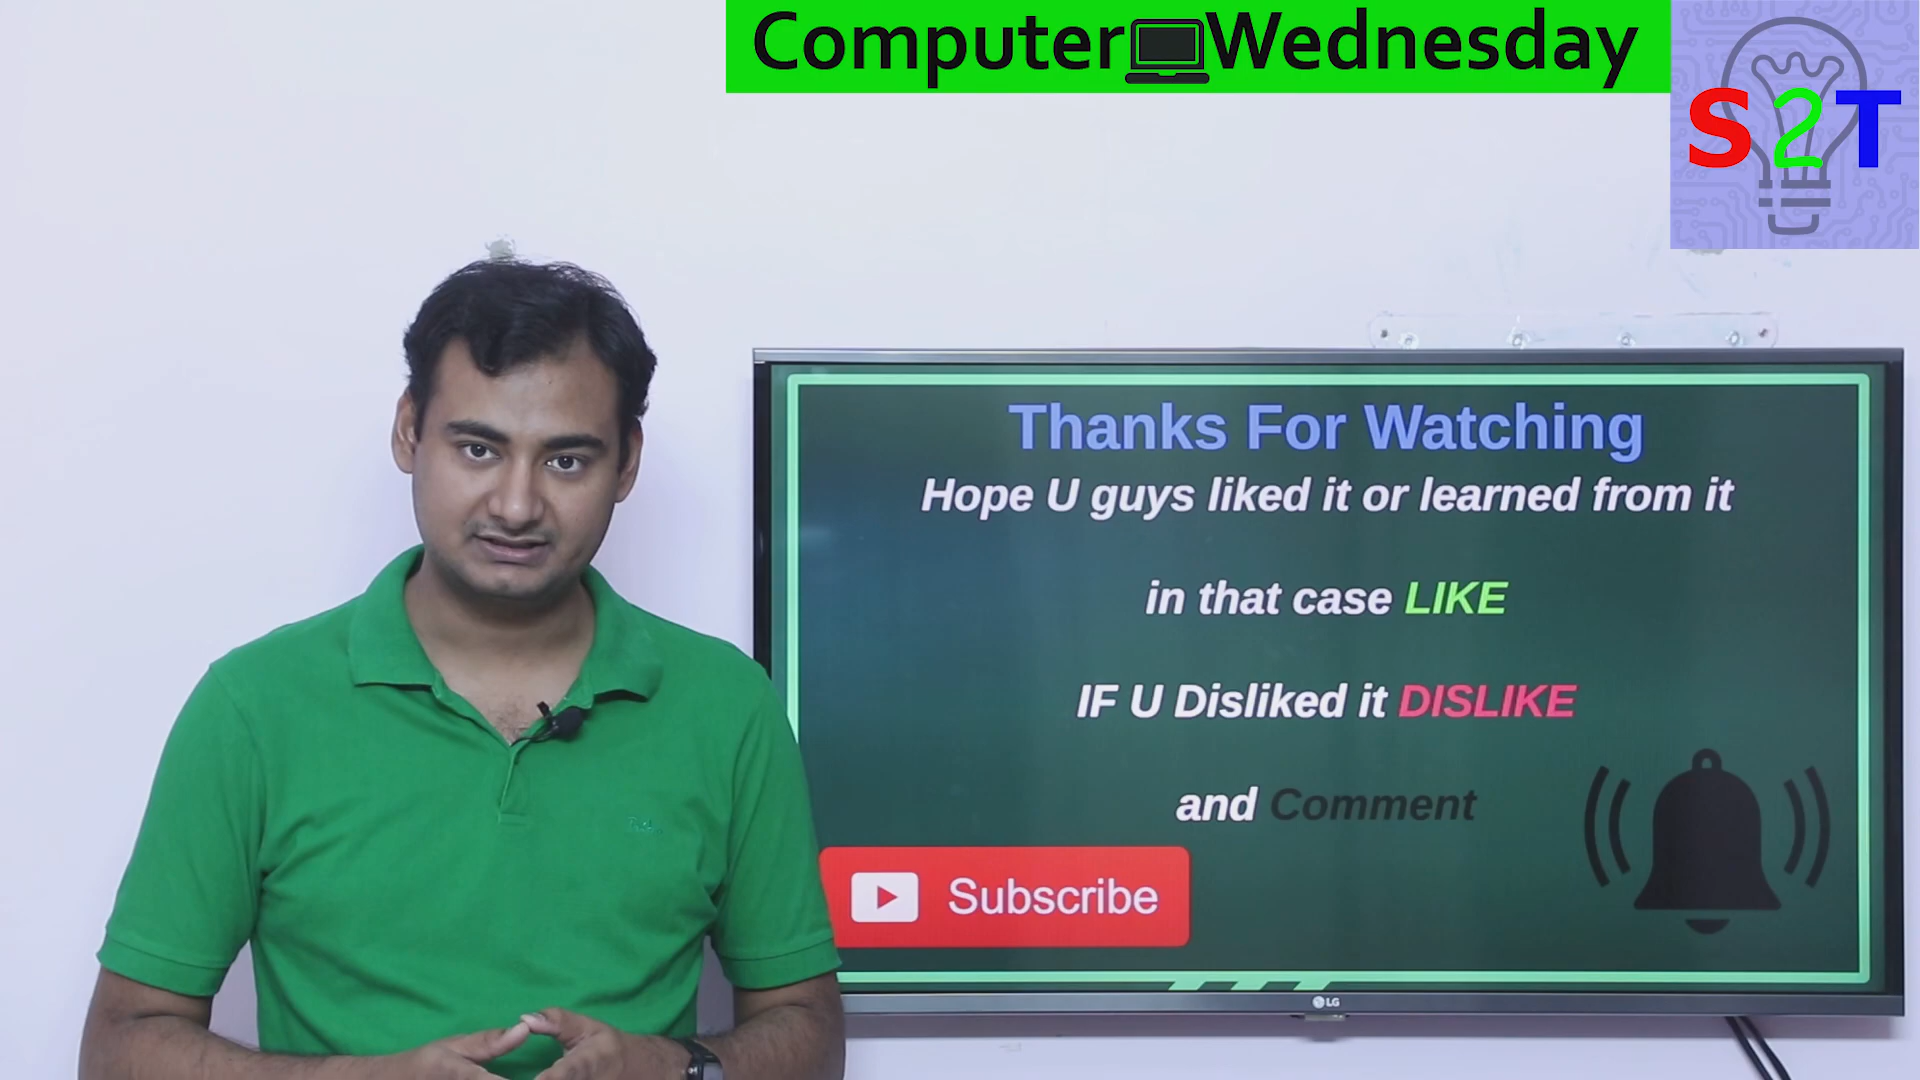 Computer Wednesday
S2T
Thanks For Watching
Hope U guys liked it or learned from it
in that case LIKE
IF U Disliked it DISLIKE
and Comment
Subscribe
LG